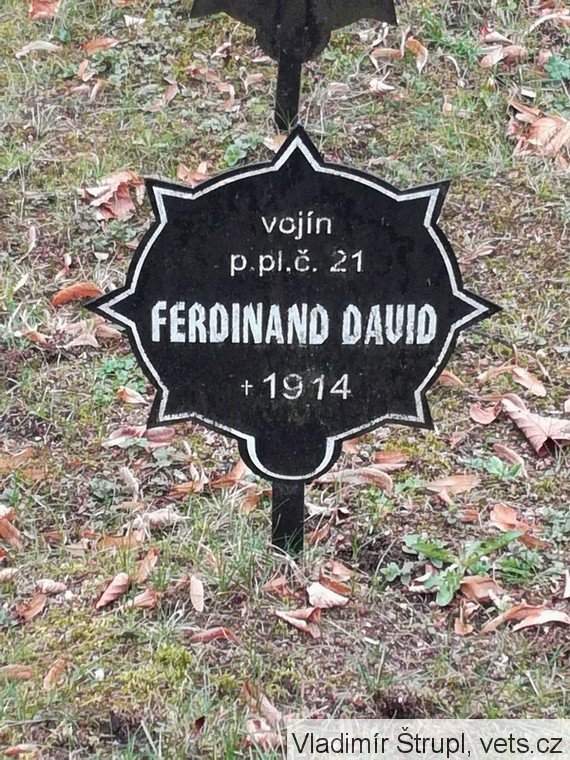 vojín
p.pl.č. 21
FERDINAND DAVID
+ 1914
Vladimír Štrupl, vets.cz